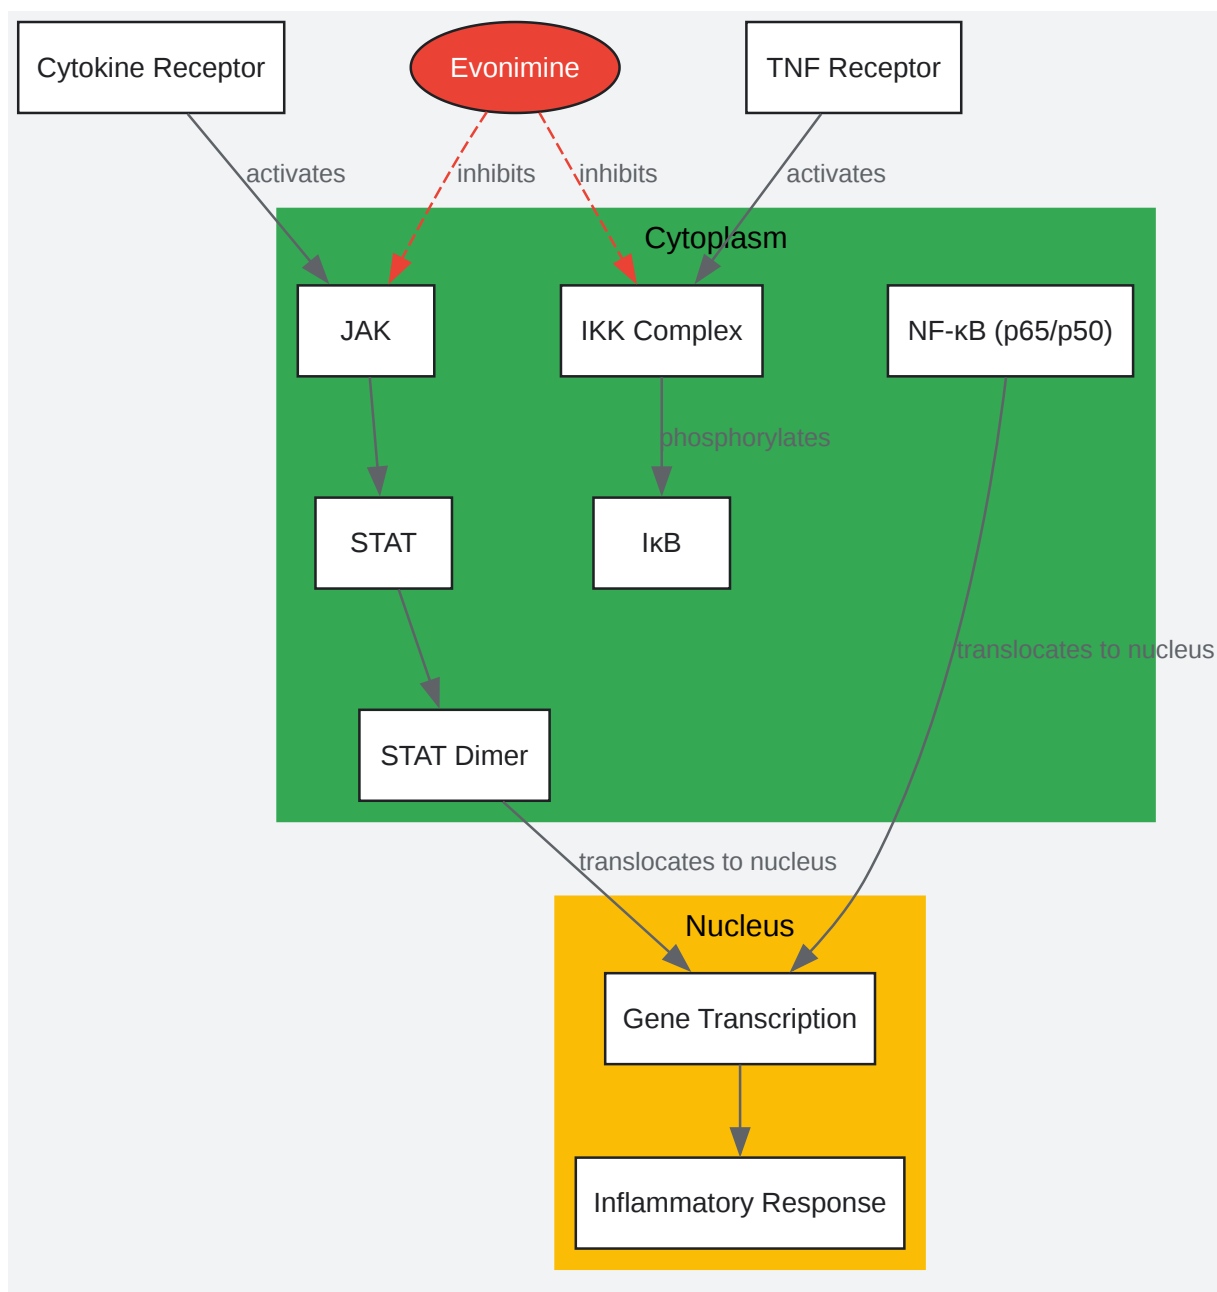 Cytokine Receptor
Evonimine
TNF Receptor
activates
inhibits
inhibits
activates
Cytoplasm
JAK
IKK Complex
NF-κB (p65/p50)
phosphorylates
STAT
IκB
translocates to nucleus
STAT Dimer
translocates to nucleus
Nucleus
Gene Transcription
Inflammatory Response